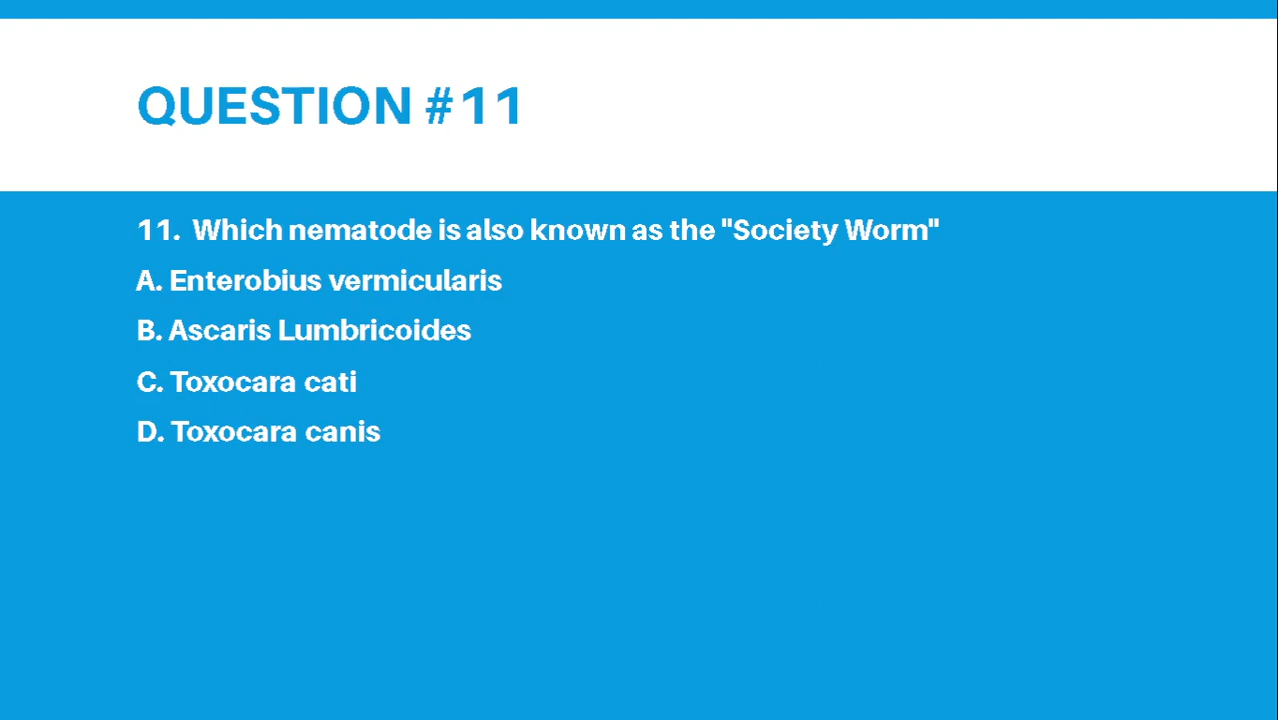 QUESTION #11
11. Which nematode is also known as the "Society Worm"
A. Enterobius vermicularis
B. Ascaris Lumbricoides
C. Toxocara cati
D. Toxocara canis